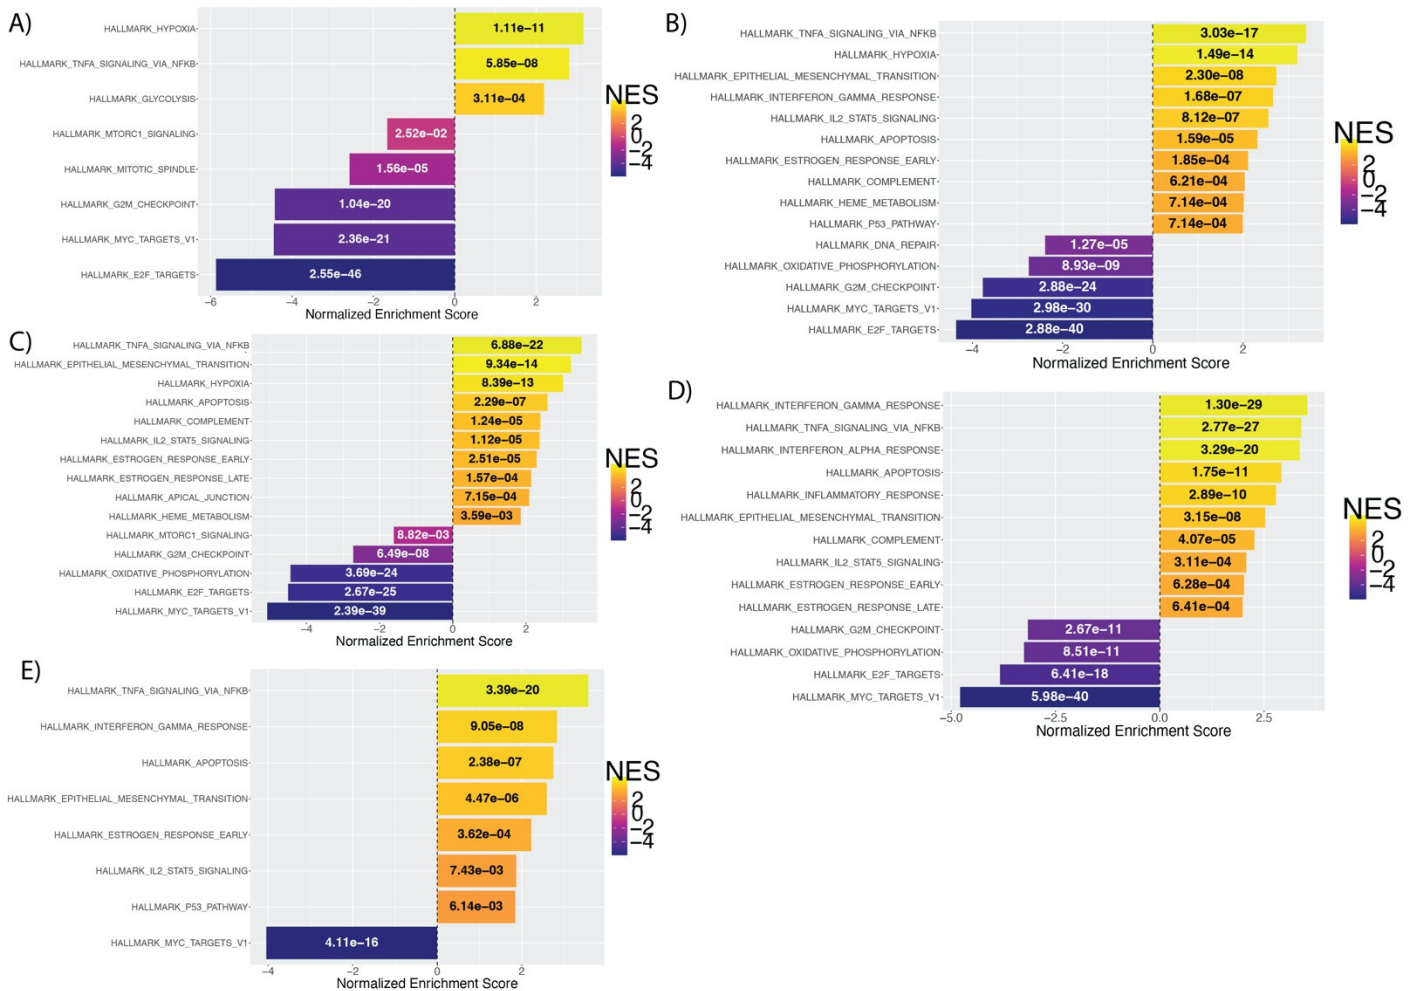 A)
HALLMARK_HYPOXIA 1.11e−11
HALLMARK_TNFA_SIGNALING_VIA_NFKB 5.85e−08
HALLMARK_GLYCOLYSIS 3.11e−04
HALLMARK_MTORC1_SIGNALING 2.52e−02
HALLMARK_MITOTIC_SPINDLE 1.56e−05
HALLMARK_G2M_CHECKPOINT 1.04e−20
HALLMARK_MYC_TARGETS_V1 2.36e−21
HALLMARK_E2F_TARGETS 2.55e−46
−6 −4 −2 0 2
Normalized Enrichment Score
NES
2
0
−2
−4
B)
HALLMARK_TNFA_SIGNALING_VIA_NFKB 3.03e−17
HALLMARK_HYPOXIA 1.49e−14
HALLMARK_EPITHELIAL_MESENCHYMAL_TRANSITION 2.30e−08
HALLMARK_INTERFERON_GAMMA_RESPONSE 1.68e−07
HALLMARK_IL2_STAT5_SIGNALING 8.12e−07
HALLMARK_APOPTOSIS 1.59e−05
HALLMARK_ESTROGEN_RESPONSE_EARLY 1.85e−04
HALLMARK_COMPLEMENT 6.21e−04
HALLMARK_HEME_METABOLISM 7.14e−04
HALLMARK_P53_PATHWAY 7.14e−04
HALLMARK_DNA_REPAIR 1.27e−05
HALLMARK_OXIDATIVE_PHOSPHORYLATION 8.93e−09
HALLMARK_G2M_CHECKPOINT 2.88e−24
HALLMARK_MYC_TARGETS_V1 2.98e−30
HALLMARK_E2F_TARGETS 2.88e−40
−4 −2 0 2
Normalized Enrichment Score
NES
2
0
−2
−4
C)
HALLMARK_TNFA_SIGNALING_VIA_NFKB 6.88e−22
HALLMARK_EPITHELIAL_MESENCHYMAL_TRANSITION 9.34e−14
HALLMARK_HYPOXIA 8.39e−13
HALLMARK_APOPTOSIS 2.29e−07
HALLMARK_COMPLEMENT 1.24e−05
HALLMARK_IL2_STAT5_SIGNALING 1.12e−05
HALLMARK_ESTROGEN_RESPONSE_EARLY 2.51e−05
HALLMARK_ESTROGEN_RESPONSE_LATE 1.57e−04
HALLMARK_APICAL_JUNCTION 7.15e−04
HALLMARK_HEME_METABOLISM 3.59e−03
HALLMARK_MTORC1_SIGNALING 8.82e−03
HALLMARK_G2M_CHECKPOINT 6.49e−08
HALLMARK_OXIDATIVE_PHOSPHORYLATION 3.69e−24
HALLMARK_E2F_TARGETS 2.67e−25
HALLMARK_MYC_TARGETS_V1 2.39e−39
−4 −2 0 2
Normalized Enrichment Score
NES
2
0
−2
−4
D)
HALLMARK_INTERFERON_GAMMA_RESPONSE 1.30e−29
HALLMARK_TNFA_SIGNALING_VIA_NFKB 2.77e−27
HALLMARK_INTERFERON_ALPHA_RESPONSE 3.29e−20
HALLMARK_APOPTOSIS 1.75e−11
HALLMARK_INFLAMMATORY_RESPONSE 2.89e−10
HALLMARK_EPITHELIAL_MESENCHYMAL_TRANSITION 3.15e−08
HALLMARK_COMPLEMENT 4.07e−05
HALLMARK_IL2_STAT5_SIGNALING 3.11e−04
HALLMARK_ESTROGEN_RESPONSE_EARLY 6.28e−04
HALLMARK_ESTROGEN_RESPONSE_LATE 6.41e−04
HALLMARK_G2M_CHECKPOINT 2.67e−11
HALLMARK_OXIDATIVE_PHOSPHORYLATION 8.51e−11
HALLMARK_E2F_TARGETS 6.41e−18
HALLMARK_MYC_TARGETS_V1 5.98e−40
−5.0 −2.5 0.0 2.5
Normalized Enrichment Score
NES
2
0
−2
−4
E)
HALLMARK_TNFA_SIGNALING_VIA_NFKB 3.39e−20
HALLMARK_INTERFERON_GAMMA_RESPONSE 9.05e−08
HALLMARK_APOPTOSIS 2.38e−07
HALLMARK_EPITHELIAL_MESENCHYMAL_TRANSITION 4.47e−06
HALLMARK_ESTROGEN_RESPONSE_EARLY 3.62e−04
HALLMARK_IL2_STAT5_SIGNALING 7.43e−03
HALLMARK_P53_PATHWAY 6.14e−03
HALLMARK_MYC_TARGETS_V1 4.11e−16
−4 −2 0 2
Normalized Enrichment Score
NES
2
0
−2
−4